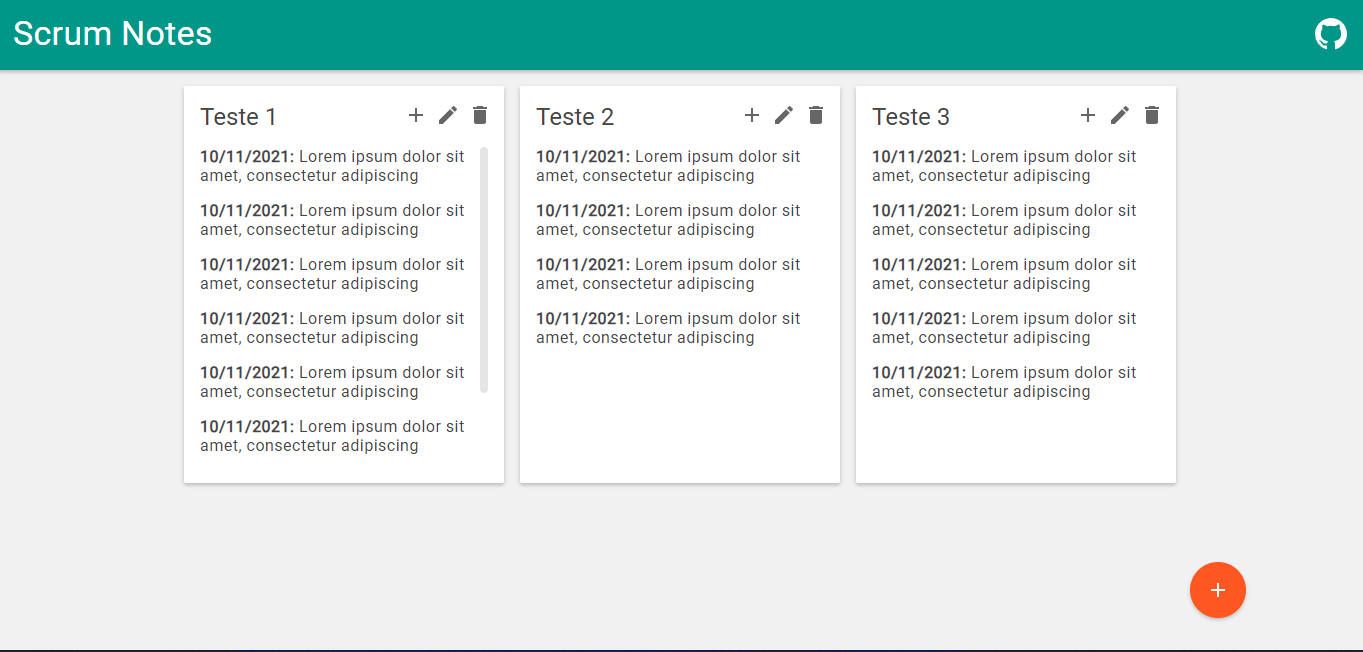 Scrum Notes
Teste 1
10/11/2021: Lorem ipsum dolor sit
amet, consectetur adipiscing
10/11/2021: Lorem ipsum dolor sit
amet, consectetur adipiscing
10/11/2021: Lorem ipsum dolor sit
amet, consectetur adipiscing
10/11/2021: Lorem ipsum dolor sit
amet, consectetur adipiscing
10/11/2021: Lorem ipsum dolor sit
amet, consectetur adipiscing
10/11/2021: Lorem ipsum dolor sit
amet, consectetur adipiscing
Teste 2
10/11/2021: Lorem ipsum dolor sit
amet, consectetur adipiscing
10/11/2021: Lorem ipsum dolor sit
amet, consectetur adipiscing
10/11/2021: Lorem ipsum dolor sit
amet, consectetur adipiscing
10/11/2021: Lorem ipsum dolor sit
amet, consectetur adipiscing
Teste 3
10/11/2021: Lorem ipsum dolor sit
amet, consectetur adipiscing
10/11/2021: Lorem ipsum dolor sit
amet, consectetur adipiscing
10/11/2021: Lorem ipsum dolor sit
amet, consectetur adipiscing
10/11/2021: Lorem ipsum dolor sit
amet, consectetur adipiscing
10/11/2021: Lorem ipsum dolor sit
amet, consectetur adipiscing